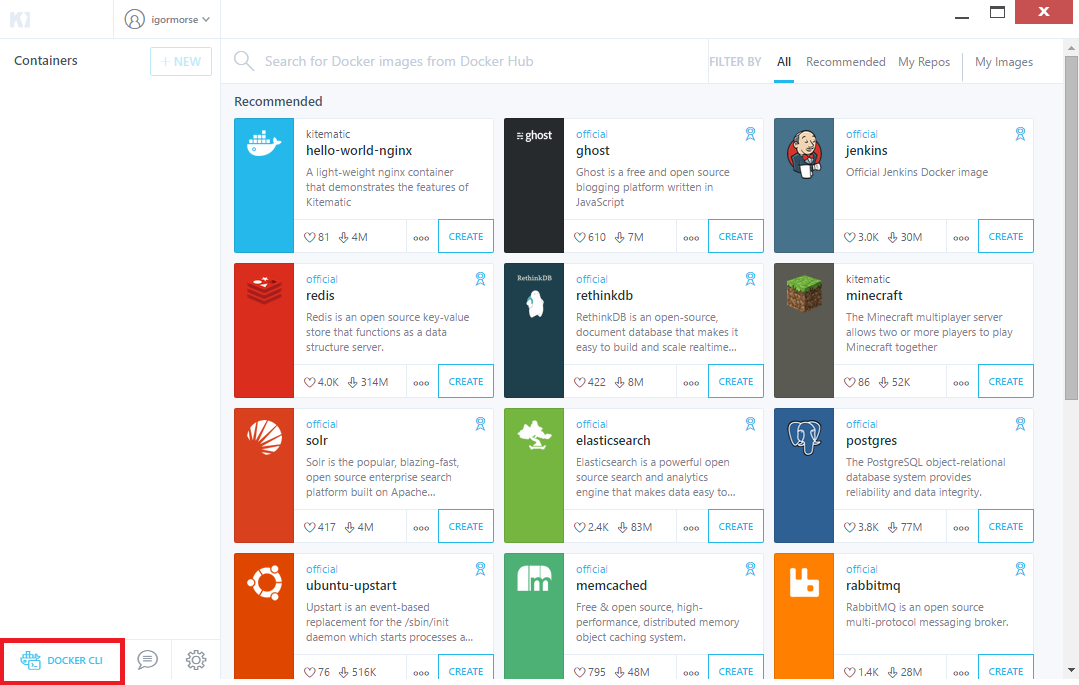 igormorse
Containers
+ NEW
Search for Docker images from Docker Hub
FILTER BY All Recommended My Repos My Images
Recommended
kitematic
hello-world-nginx
A light-weight nginx container
that demonstrates the features of
Kitematic
81 4M
CREATE
ghost
official
ghost
Ghost is a free and open source
blogging platform written in
JavaScript
610 7M
CREATE
official
jenkins
Official Jenkins Docker image
3.0K 30M
CREATE
official
redis
Redis is an open source key-value
store that functions as a data
structure server.
4.0K 314M
CREATE
RethinkDB
official
rethinkdb
RethinkDB is an open-source,
document database that makes it
easy to build and scale realtime...
422 8M
CREATE
kitematic
minecraft
The Minecraft multiplayer server
allows two or more players to play
Minecraft together
86 52K
CREATE
official
solr
Solr is the popular, blazing-fast,
open source enterprise search
platform built on Apache...
417 4M
CREATE
official
elasticsearch
Elasticsearch is a powerful open
source search and analytics
engine that makes data easy to...
2.4K 83M
CREATE
official
postgres
The PostgreSQL object-relational
database system provides
reliability and data integrity.
3.8K 77M
CREATE
official
ubuntu-upstart
Upstart is an event-based
replacement for the /sbin/init
daemon which starts processes a...
76 516K
CREATE
official
memcached
Free & open source, high-
performance, distributed memory
object caching system.
795 48M
CREATE
official
rabbitmq
RabbitMQ is an open source
multi-protocol messaging broker.
1.4K 28M
CREATE
DOCKER CLI